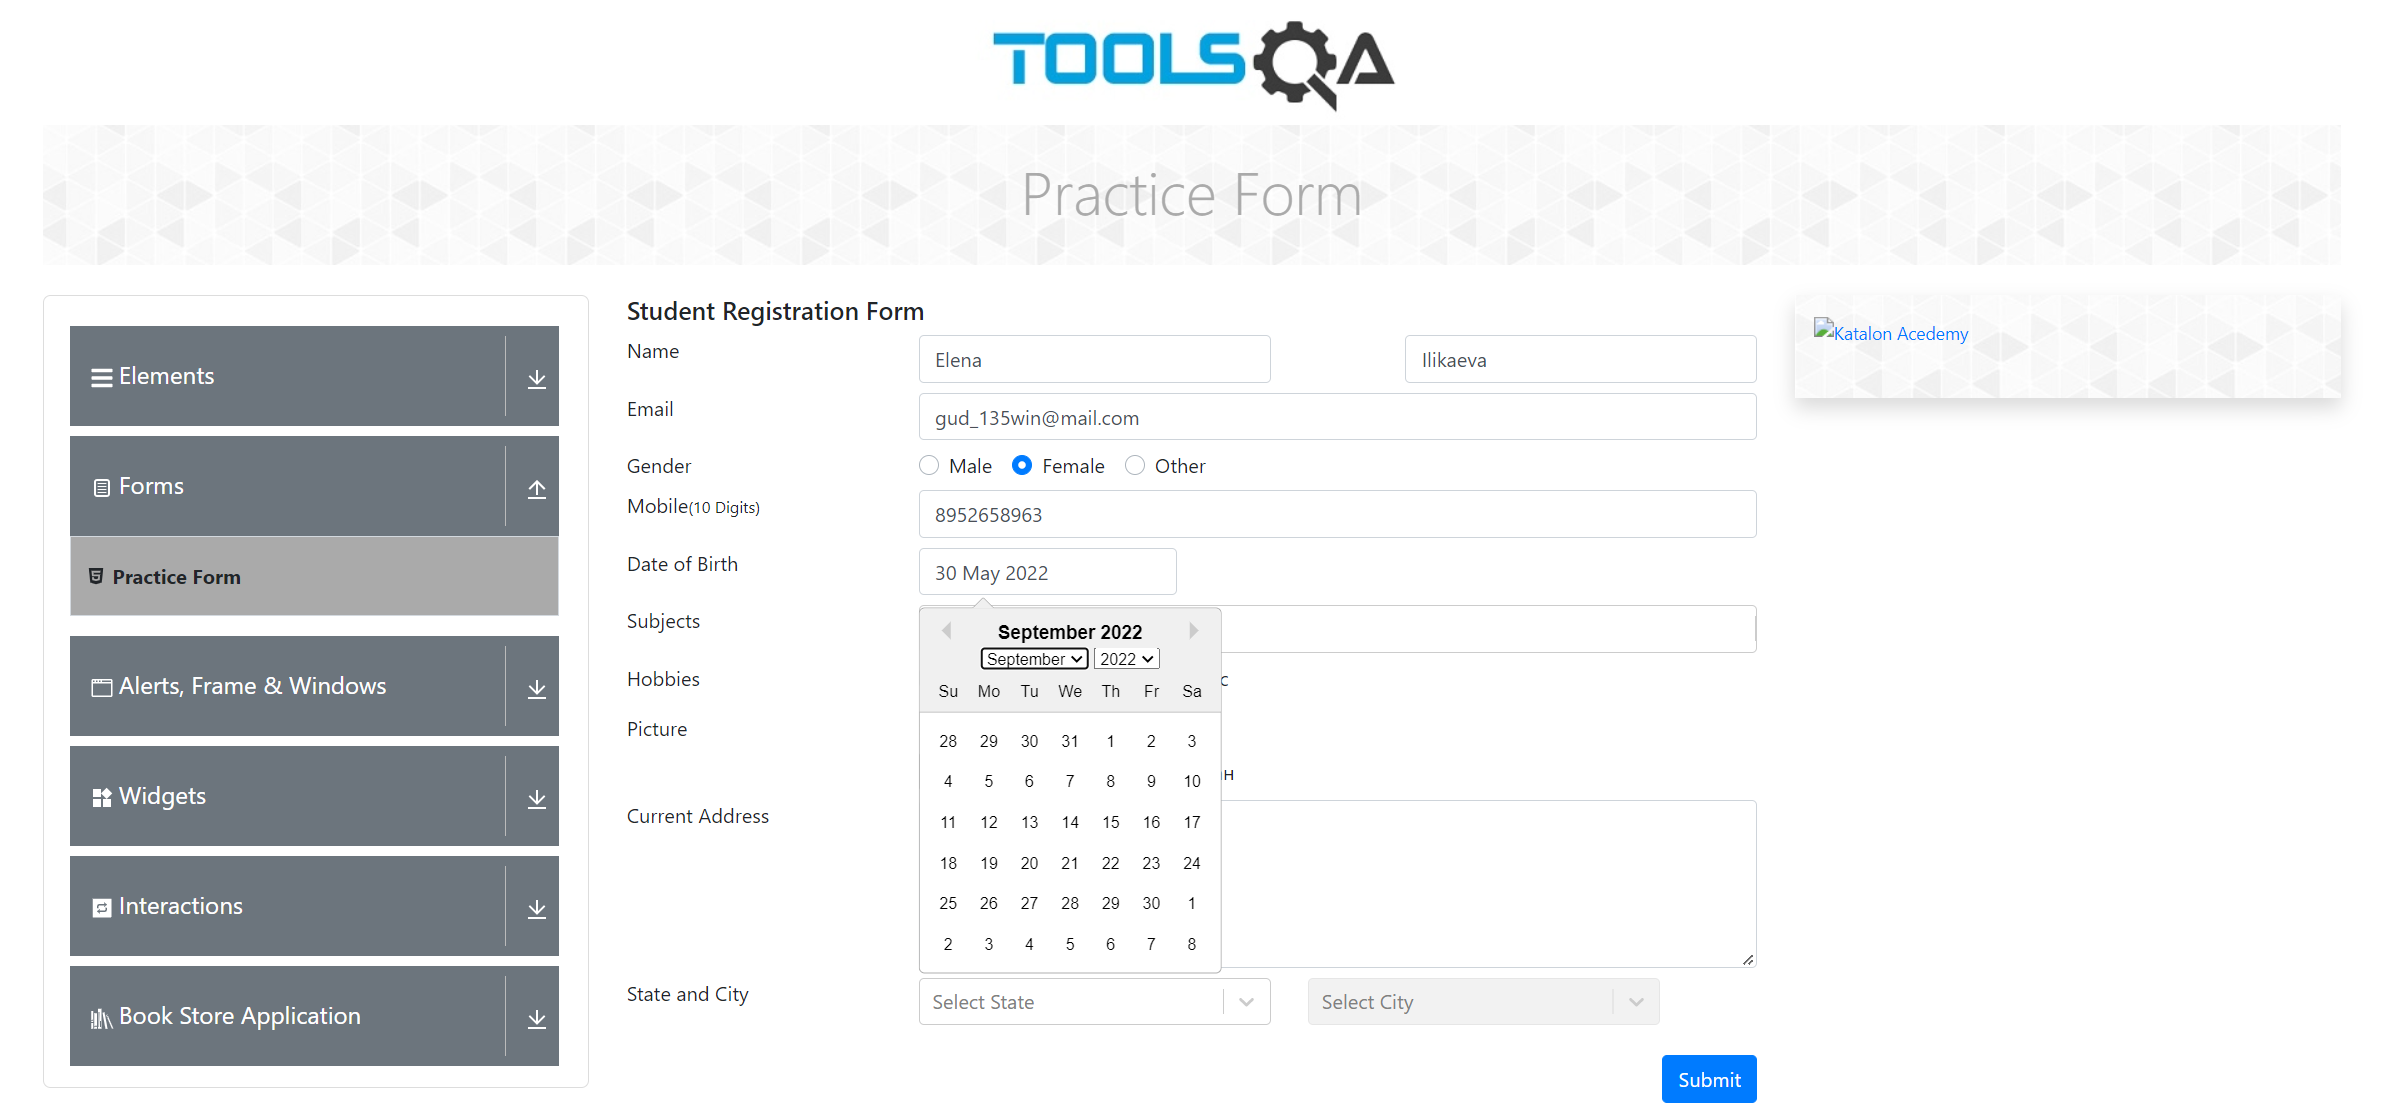 TOOLSQA
Practice Form
Elements
Forms
Practice Form
Alerts, Frame & Windows
Widgets
Interactions
Book Store Application
Student Registration Form
Name
Elena
Ilikaeva
Email
gud_135win@mail.com
Gender
Male Female Other
Mobile(10 Digits)
8952658963
Date of Birth
30 May 2022
Subjects
September 2022
September 2022
Su Mo Tu We Th Fr Sa
28 29 30 31 1 2 3
4 5 6 7 8 9 10
11 12 13 14 15 16 17
18 19 20 21 22 23 24
25 26 27 28 29 30 1
2 3 4 5 6 7 8
Hobbies
Picture
Current Address
State and City
Select State
Select City
Submit
Katalon Acedemy